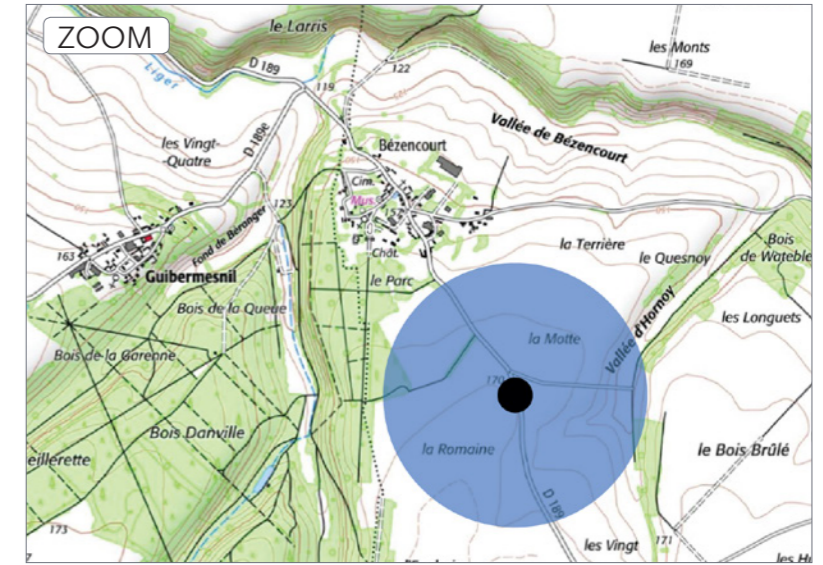 ZOOM
le Larris
les Monts
169
D 189
122
Liger
119
Vallée de Bézencourt
les Vingt-
-Quatre
D 189e
Bézencourt
Cim.
Mus.
123
Fond de Béranger
163
Guibermesnil
Chât.
la Terrière
le Quesnoy
Bois
de Wateble
le Parc
Bois de la Queue
les Longuets
Vallée d'Hornoy
la Motte
Bois de la Garenne
170
Bois Danville
la Romaine
le Bois Brûlé
eillerette
D 189
173
les Vingt
171
les Hu